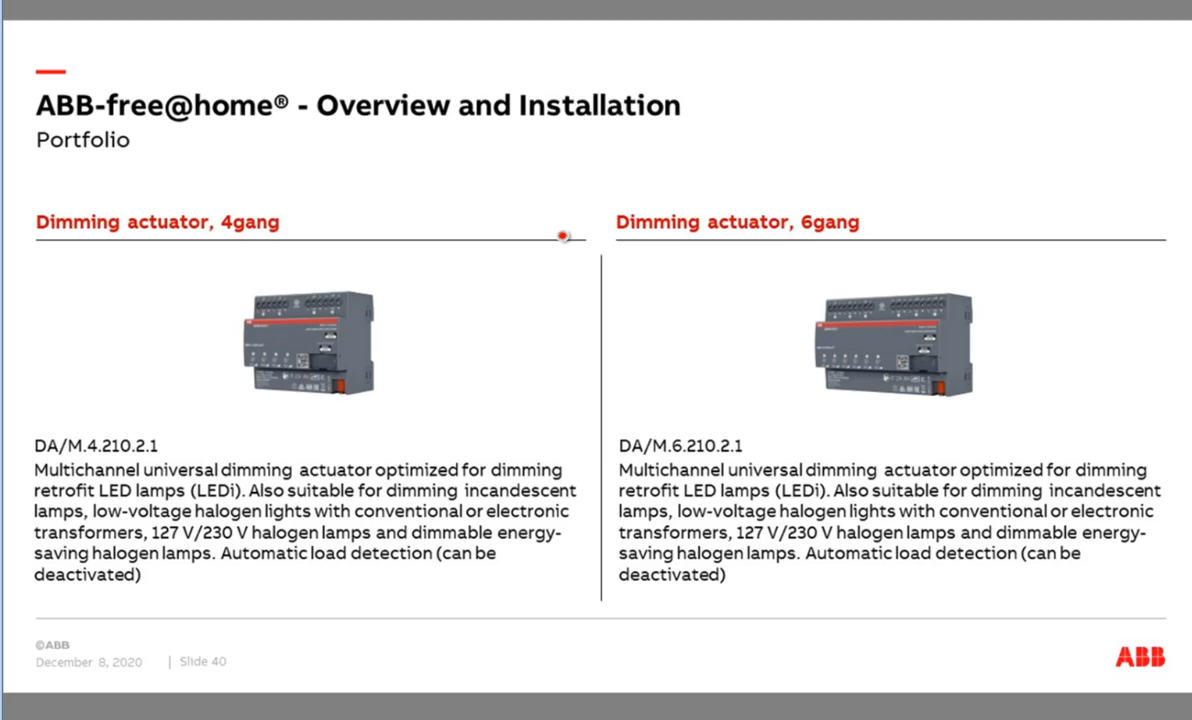 ABB-free@home® - Overview and Installation
Portfolio
Dimming actuator, 4gang
DA/M.4.210.2.1
Multichannel universal dimming actuator optimized for dimming
retrofit LED lamps (LEDi). Also suitable for dimming incandescent
lamps, low-voltage halogen lights with conventional or electronic
transformers, 127 V/230 V halogen lamps and dimmable energy-
saving halogen lamps. Automatic load detection (can be
deactivated)
Dimming actuator, 6gang
DA/M.6.210.2.1
Multichannel universal dimming actuator optimized for dimming
retrofit LED lamps (LEDi). Also suitable for dimming incandescent
lamps, low-voltage halogen lights with conventional or electronic
transformers, 127 V/230 V halogen lamps and dimmable energy-
saving halogen lamps. Automatic load detection (can be
deactivated)
©ABB
December 8, 2020 | Slide 40
ABB